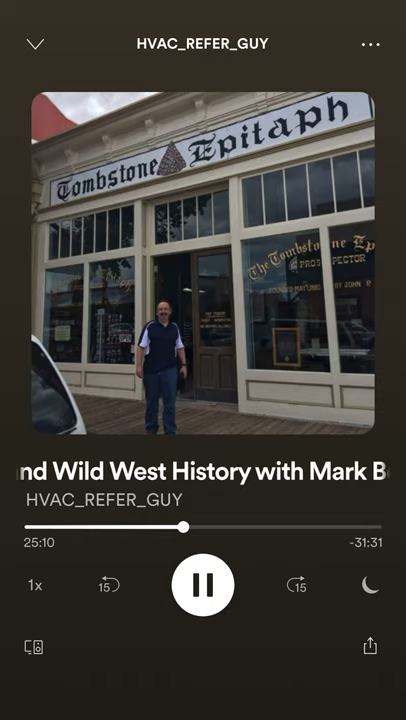 HVAC_REFER_GUY
Tombstone Epitaph
The Tombstone Ep
PROSPECTOR
nd Wild West History with Mark B
HVAC_REFER_GUY
25:10
-31:31
1x
15
15